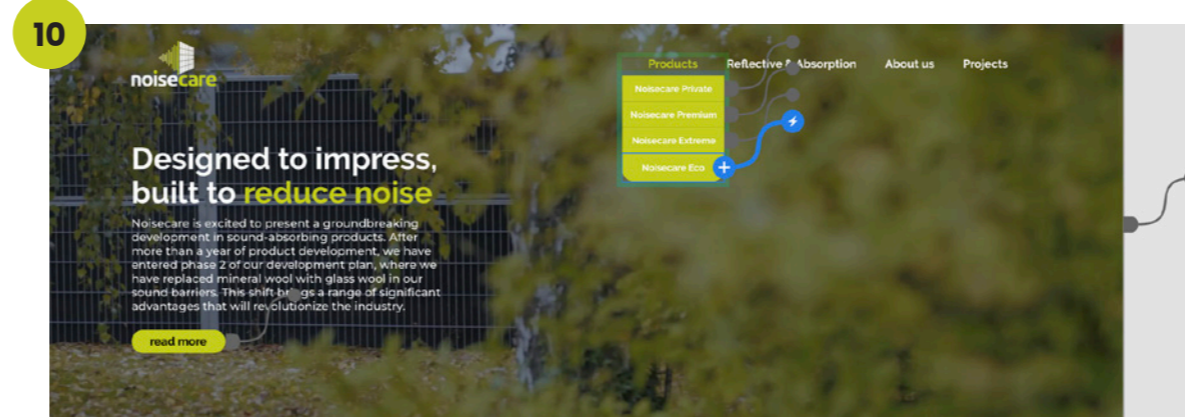 10
noisecare
Products Reflective & Absorption About us Projects
Noisecare Private
Noisecare Premium
Noisecare Extreme
Noisecare Eco
Designed to impress,
built to reduce noise
Noisecare is excited to present a groundbreaking
development in sound-absorbing products. After
more than a year of product development, we have
entered phase 2 of our development plan, where we
have replaced mineral wool with glass wool in our
sound barriers. This shift brings a range of significant
advantages that will revolutionize the industry.
read more